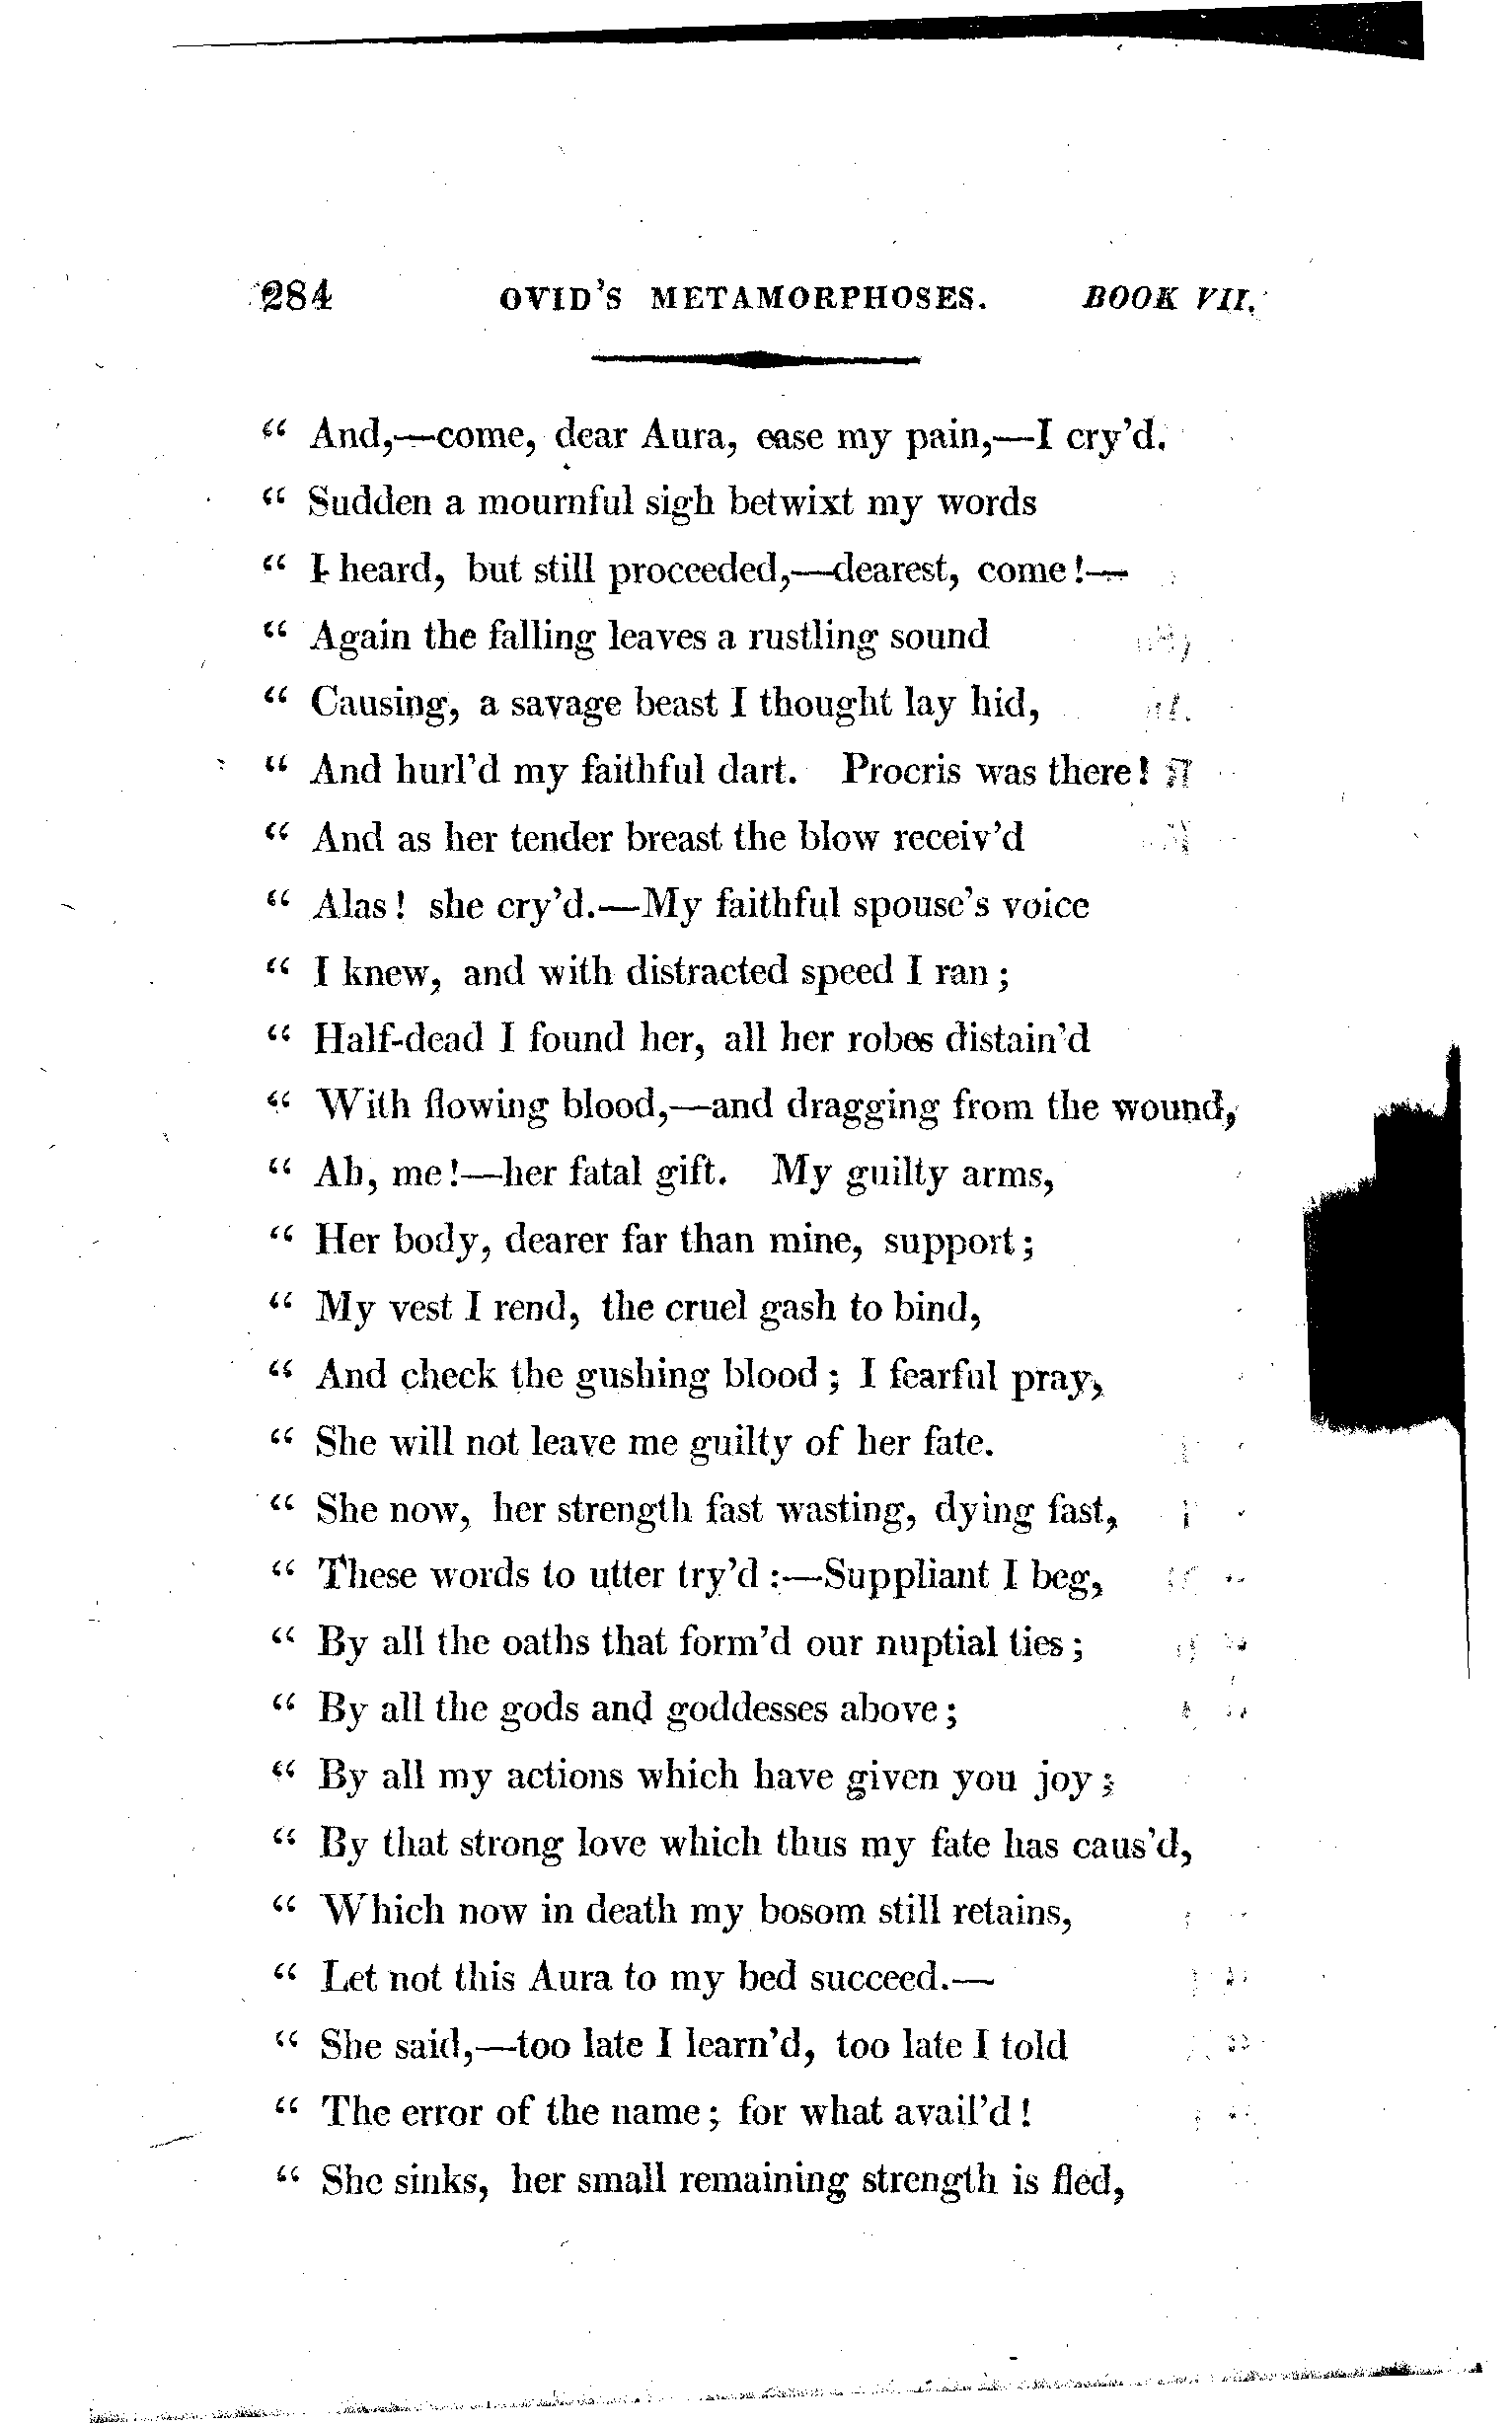 284 OVID'S METAMORPHOSES. BOOK VII.
“ And,—come, dear Aura, ease my pain,—I cry'd.
“ Sudden a mournful sigh betwixt my words
“ I heard, but still proceeded,—dearest, come!—
“ Again the falling leaves a rustling sound
“ Causing, a savage beast I thought lay hid,
“ And hurl'd my faithful dart. Procris was there!
“ And as her tender breast the blow receiv'd
“ Alas! she cry'd.—My faithful spouse's voice
“ I knew, and with distracted speed I ran;
“ Half-dead I found her, all her robes distain'd
“ With flowing blood,—and dragging from the wound,
“ Ah, me!—her fatal gift. My guilty arms,
“ Her body, dearer far than mine, support;
“ My vest I rend, the cruel gash to bind,
“ And check the gushing blood; I fearful pray,
“ She will not leave me guilty of her fate.
“ She now, her strength fast wasting, dying fast,
“ These words to utter try'd:—Suppliant I beg,
“ By all the oaths that form'd our nuptial ties;
“ By all the gods and goddesses above;
“ By all my actions which have given you joy;
“ By that strong love which thus my fate has caus'd,
“ Which now in death my bosom still retains,
“ Let not this Aura to my bed succeed.—
“ She said,—too late I learn'd, too late I told
“ The error of the name; for what avail'd!
“ She sinks, her small remaining strength is fled,